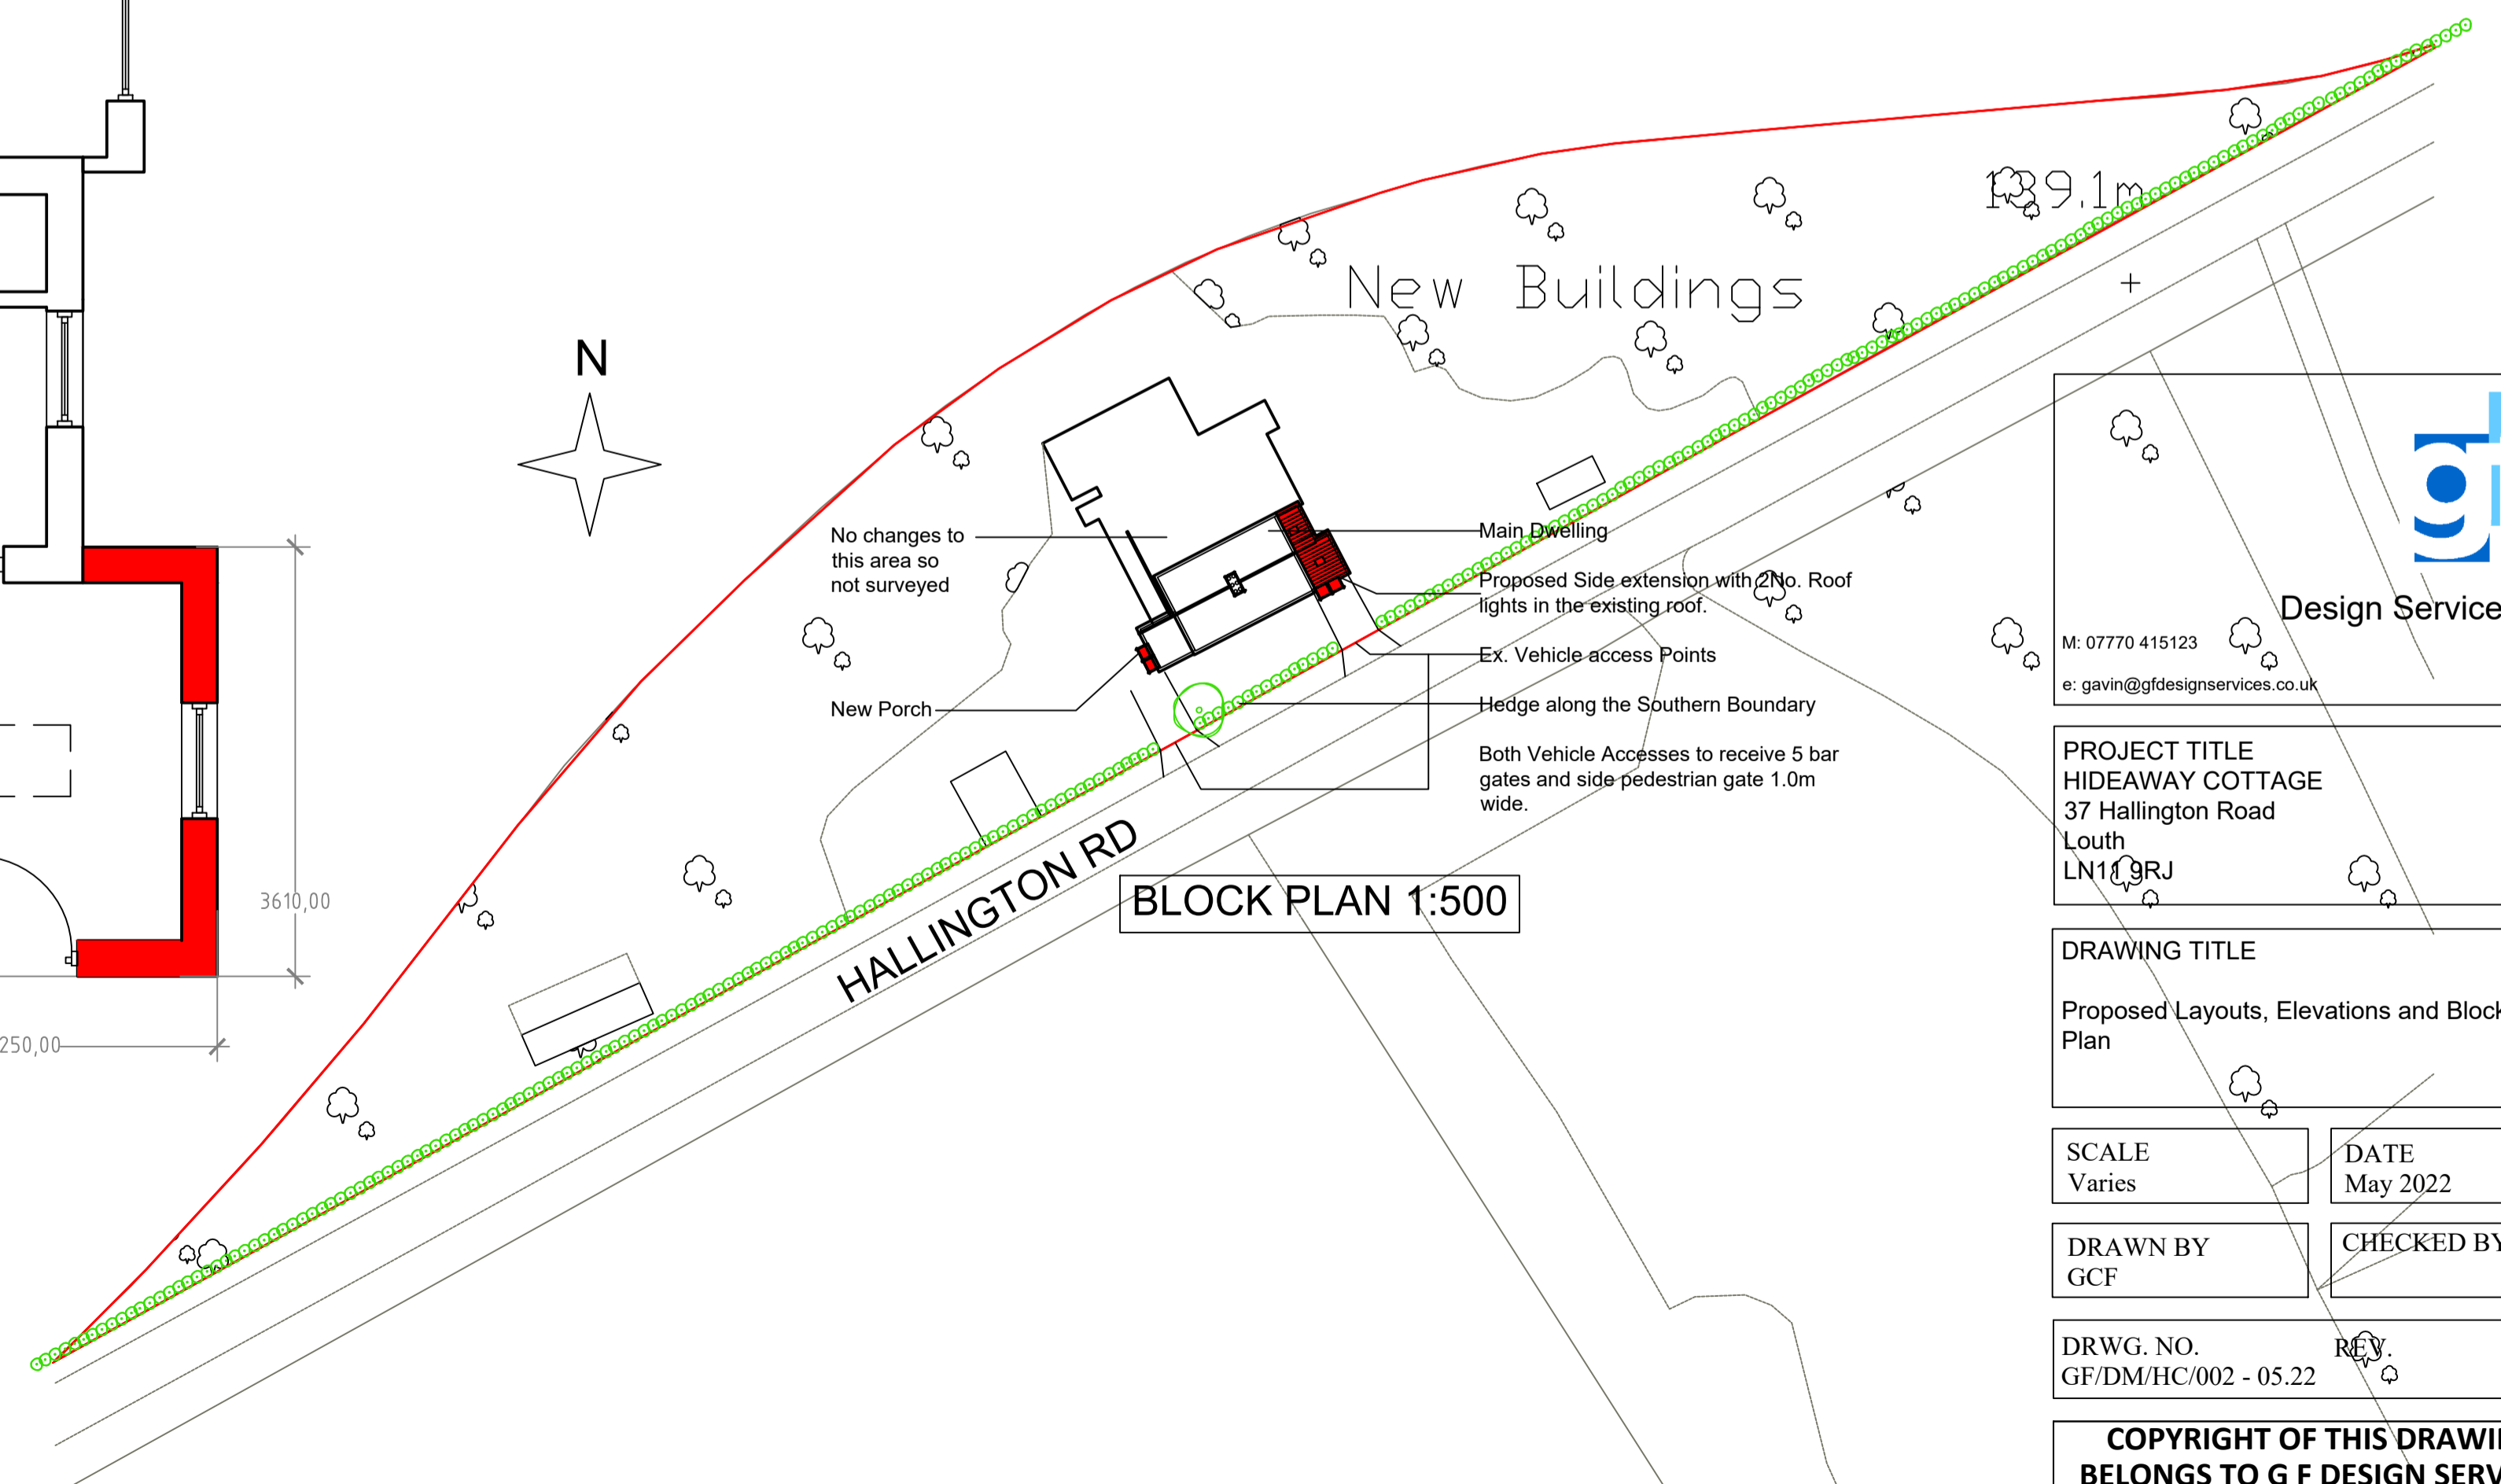 N
139.1m
New Buildings
No changes to
this area so
not surveyed
New Porch
Main Dwelling
Proposed Side extension with 2No. Roof
lights in the existing roof.
Ex. Vehicle access Points
Hedge along the Southern Boundary
Both Vehicle Accesses to receive 5 bar
gates and side pedestrian gate 1.0m
wide.
HALLINGTON RD
BLOCK PLAN 1:500
3610,00
250,00
gf
Design Service
M: 07770 415123
e: gavin@gfdesignservices.co.uk
PROJECT TITLE
HIDEAWAY COTTAGE
37 Hallington Road
Louth
LN11 9RJ
DRAWING TITLE
Proposed Layouts, Elevations and Block
Plan
SCALE
Varies
DATE
May 2022
DRAWN BY
GCF
CHECKED BY
DRWG. NO.
GF/DM/HC/002 - 05.22
REV.
COPYRIGHT OF THIS DRAWI
BELONGS TO G F DESIGN SERV